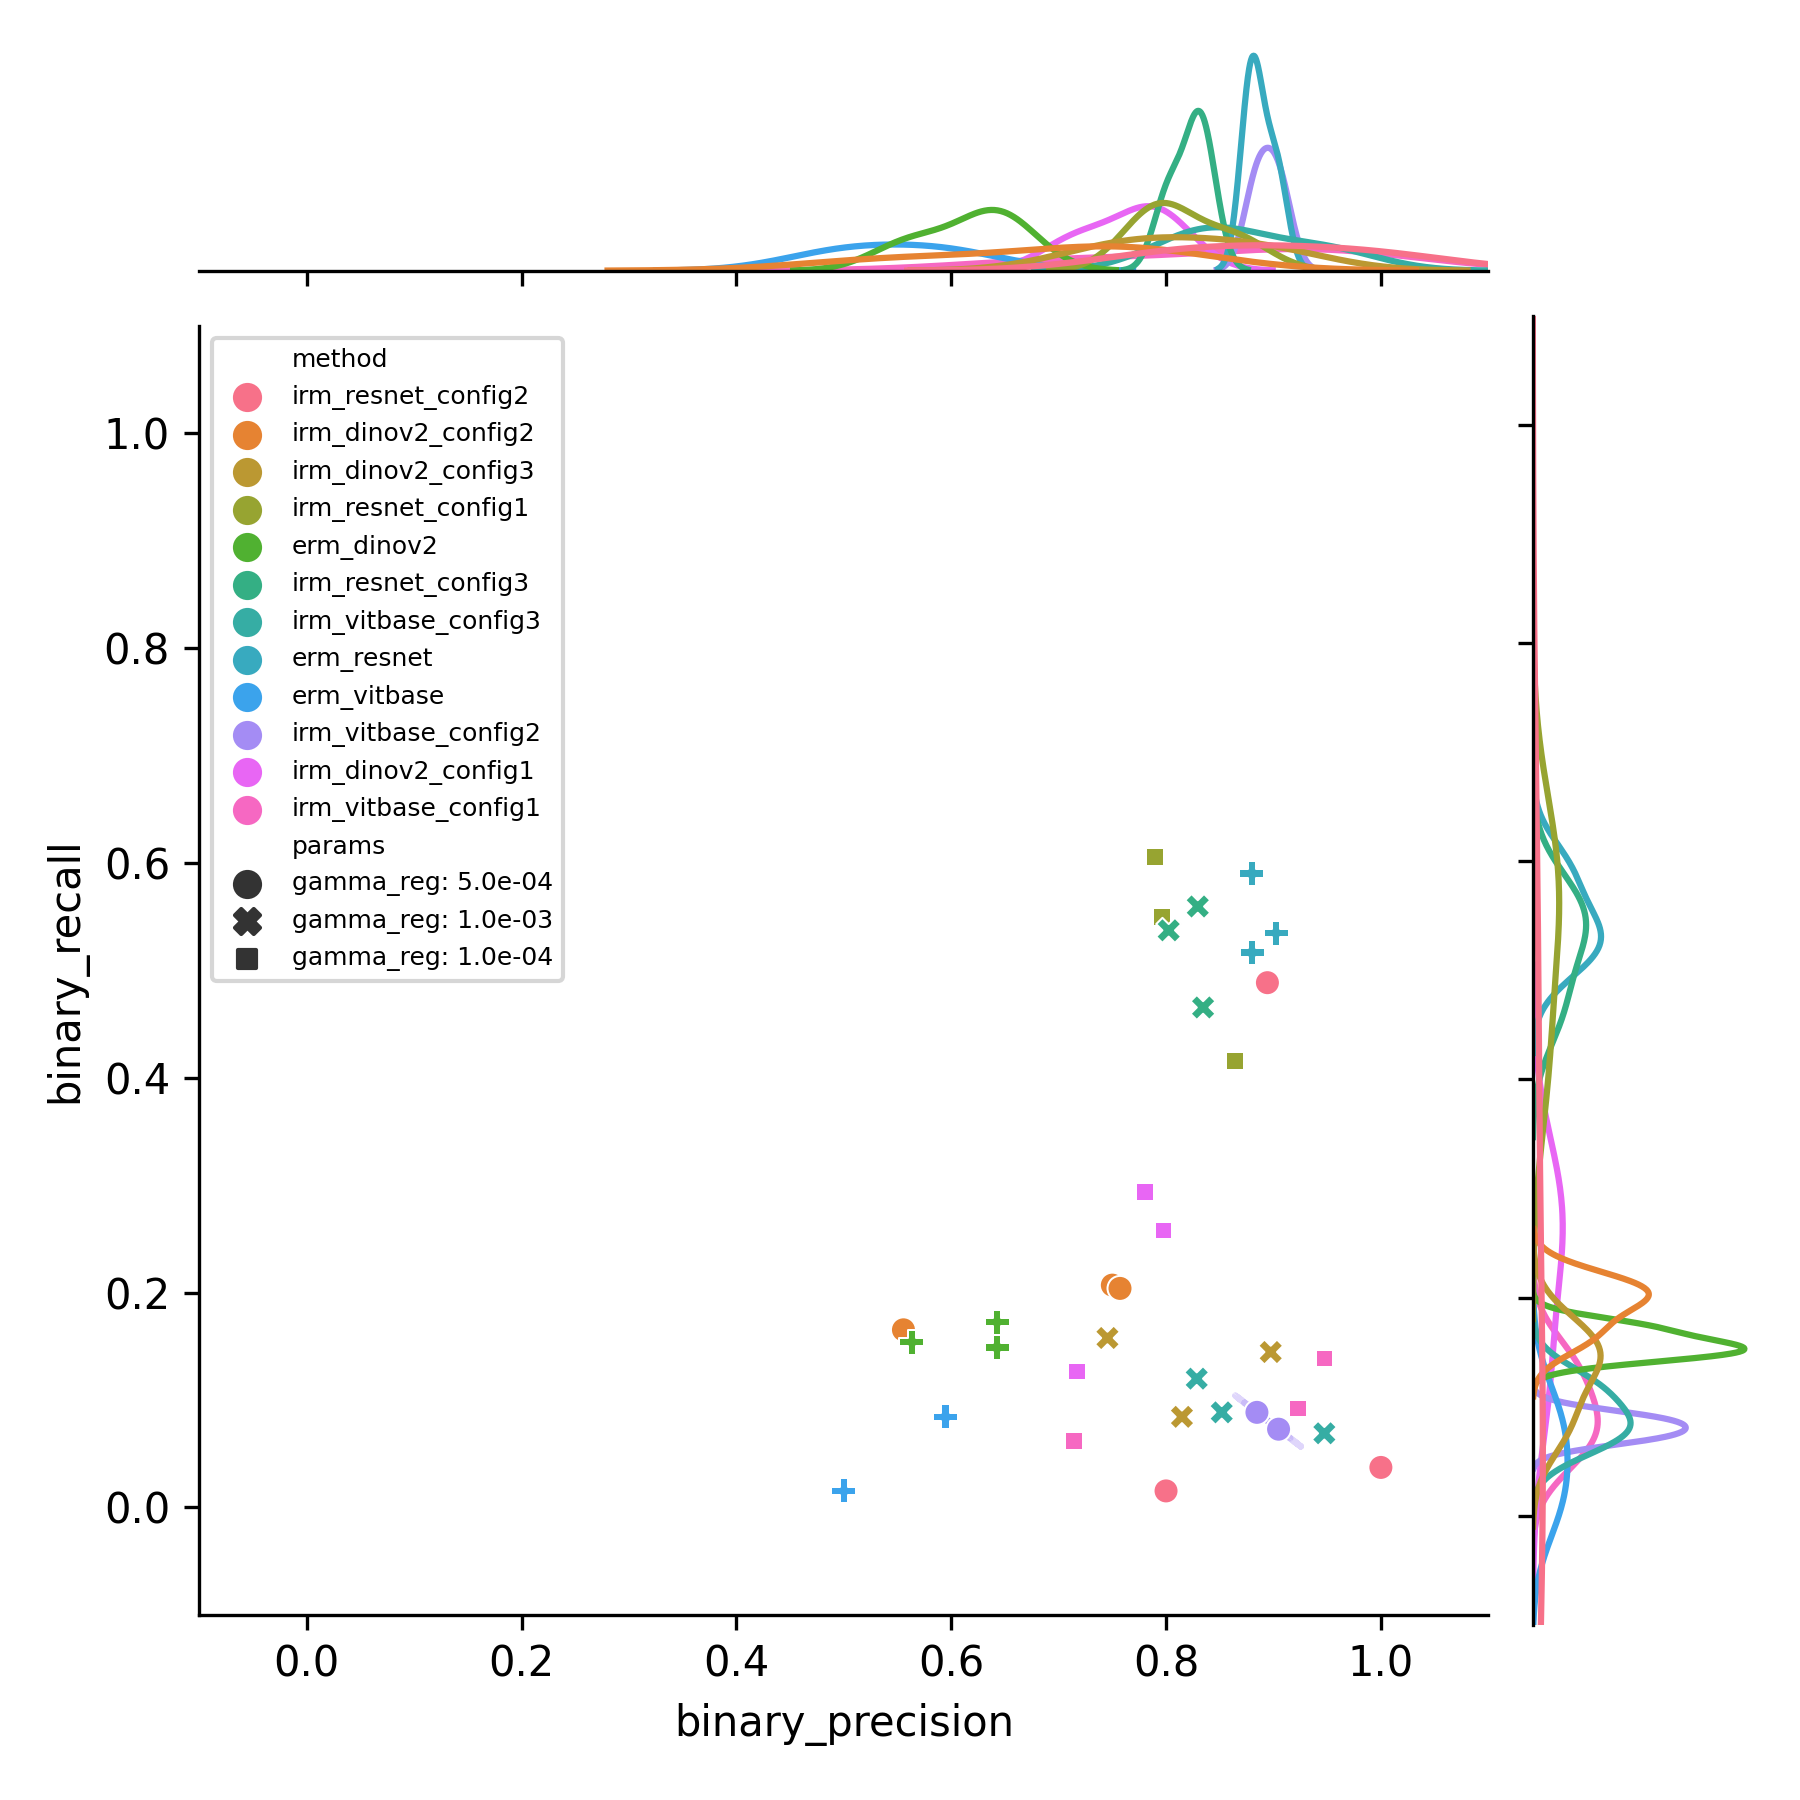 method
irm_resnet_config2
irm_dinov2_config2
irm_dinov2_config3
irm_resnet_config1
erm_dinov2
irm_resnet_config3
irm_vitbase_config3
erm_resnet
erm_vitbase
irm_vitbase_config2
irm_dinov2_config1
irm_vitbase_config1
params
gamma_reg: 5.0e-04
gamma_reg: 1.0e-03
gamma_reg: 1.0e-04
1.0
0.8
0.6
0.4
0.2
0.0
binary_recall
0.0 0.2 0.4 0.6 0.8 1.0
binary_precision